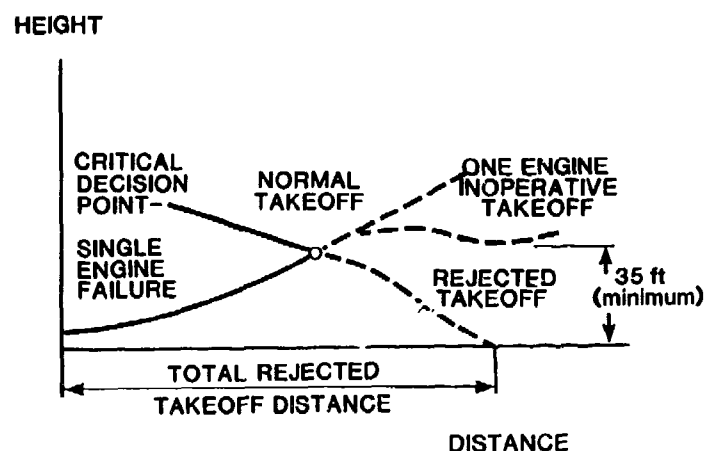 HEIGHT
CRITICAL
DECISION
POINT-
NORMAL
TAKEOFF
ONE ENGINE
INOPERATIVE
TAKEOFF
SINGLE
ENGINE
FAILURE
REJECTED
TAKEOFF
35 ft
(minimum)
TOTAL REJECTED
TAKEOFF DISTANCE
DISTANCE